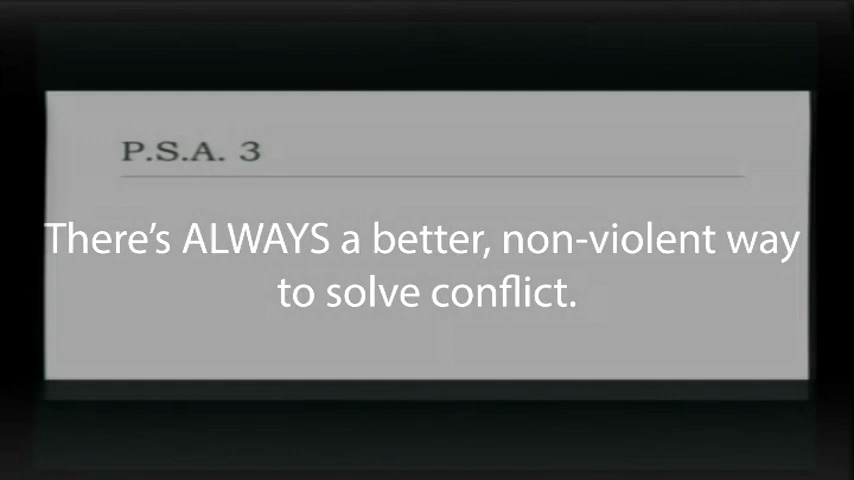 P.S.A. 3
There’s ALWAYS a better, non-violent way
to solve conflict.